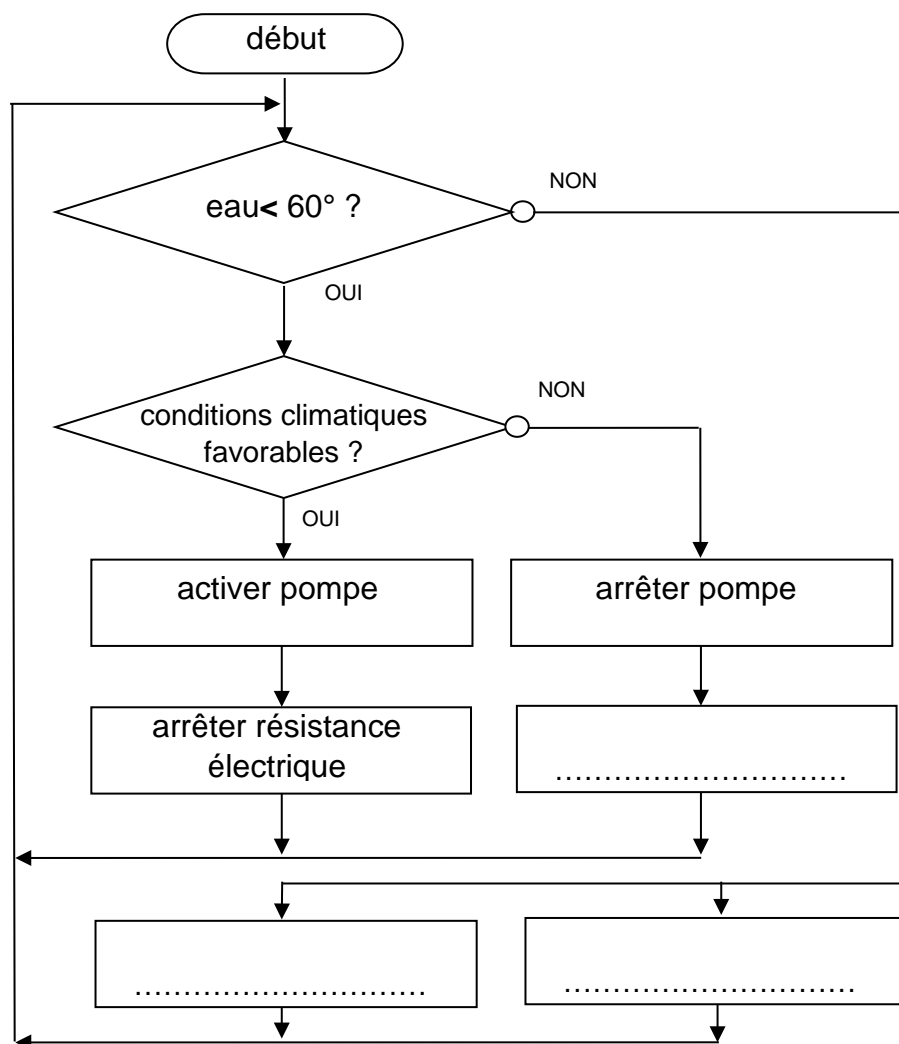 début
NON
eau< 60° ?
OUI
NON
conditions climatiques
favorables ?
OUI
activer pompe
arrêter pompe
arrêter résistance
électrique
.............................
.............................
.............................